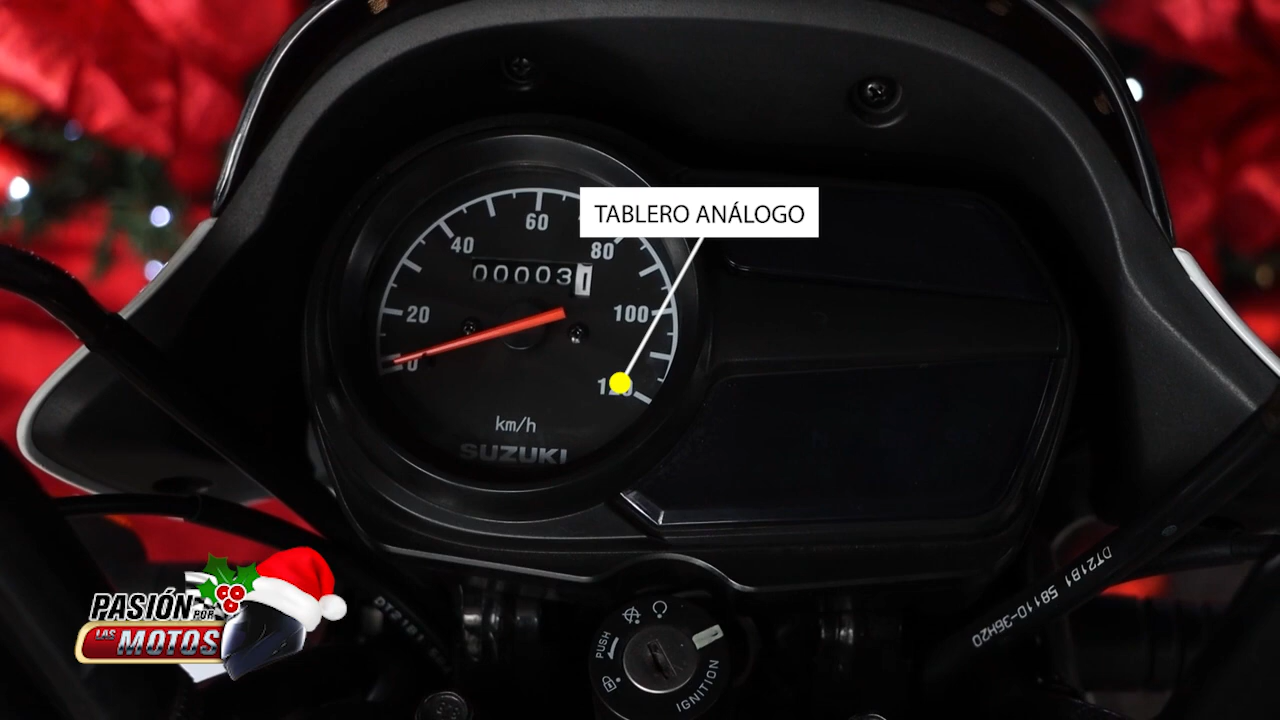 TABLERO ANÁLOGO
60
40
80
000031
20
100
0
km/h
SUZUKI
PASIÓN POR
LAS MOTOS
PUSH
IGNITION
DT2181 58110-36H20